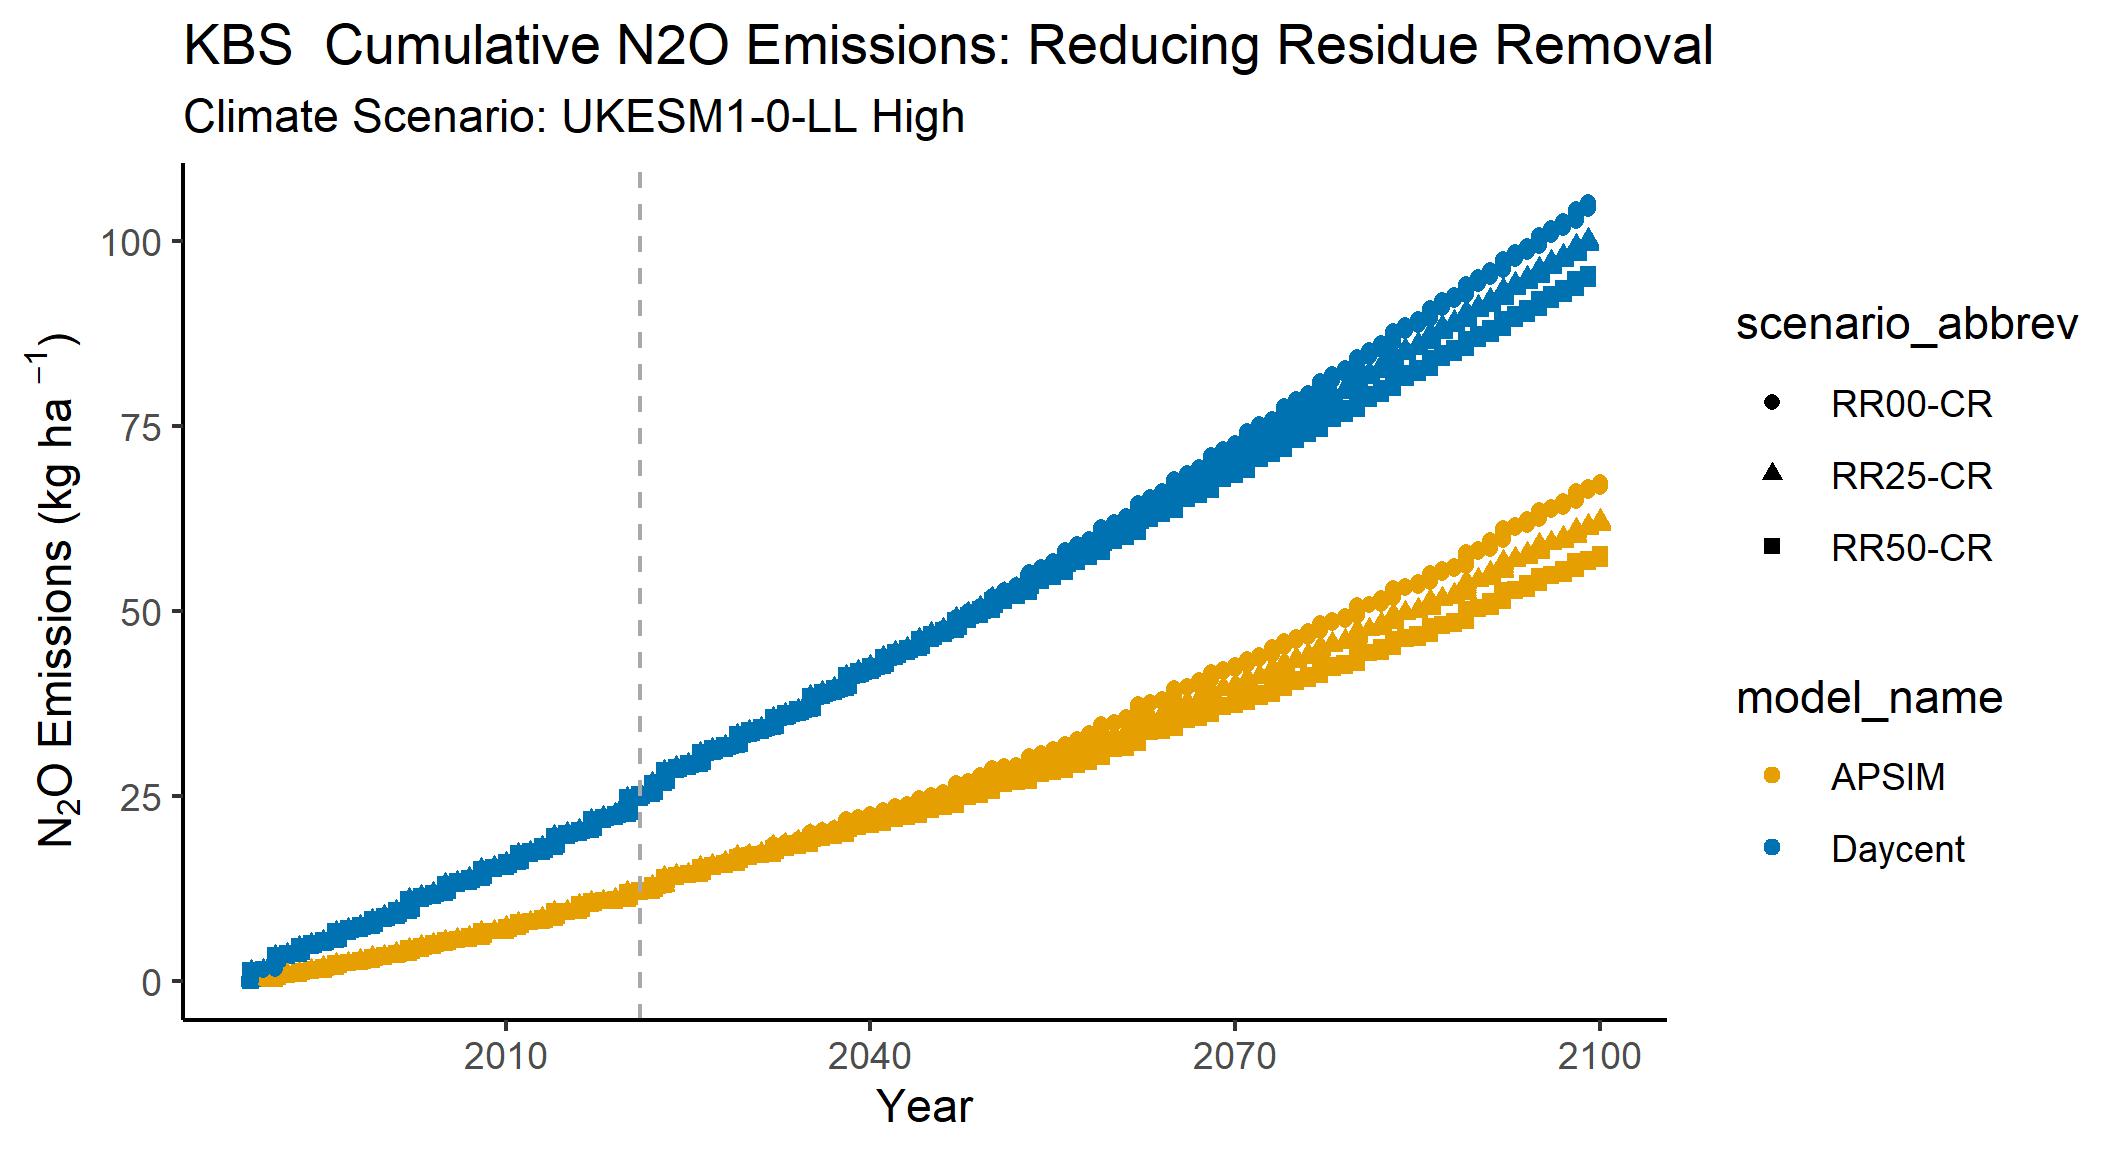 KBS  Cumulative N2O Emissions: Reducing Residue Removal
Climate Scenario: UKESM1-0-LL High
N₂O Emissions (kg ha ⁻¹)
100
75
50
25
0
2010 2040 2070 2100
Year
scenario_abbrev
RR00-CR
RR25-CR
RR50-CR
model_name
APSIM
Daycent